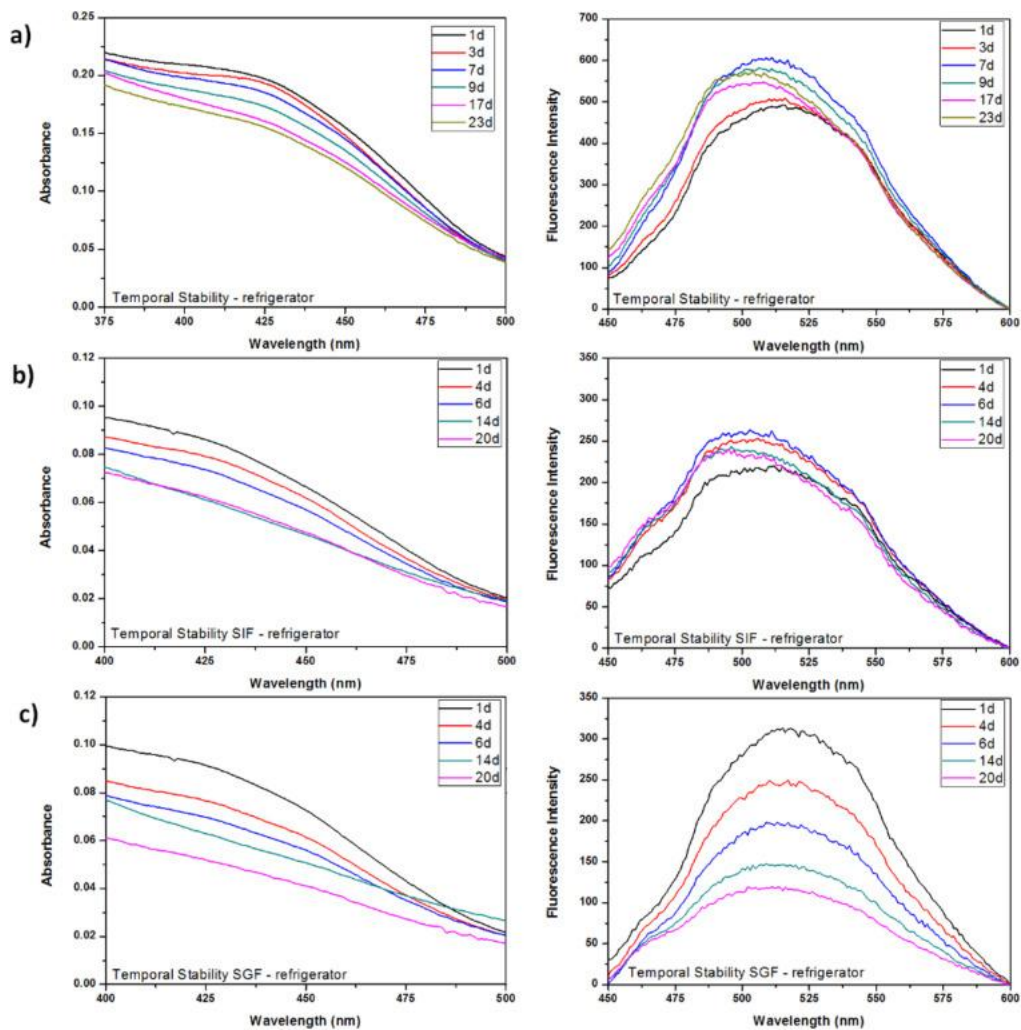 a)
0.25
0.20
0.15
0.10
0.05
0.00
Absorbance
1d
3d
7d
9d
17d
23d
Temporal Stability - refrigerator
375 400 425 450 475 500
Wavelength (nm)
700
600
500
400
300
200
100
0
Fluorescence Intensity
1d
3d
7d
9d
17d
23d
Temporal Stability - refrigerator
450 475 500 525 550 575 600
Wavelength (nm)
b)
0.12
0.10
0.08
0.06
0.04
0.02
0.00
Absorbance
1d
4d
6d
14d
20d
Temporal Stability SIF - refrigerator
400 425 450 475 500
Wavelength (nm)
350
300
250
200
150
100
50
0
Fluorescence Intensity
1d
4d
6d
14d
20d
Temporal Stability SIF - refrigerator
450 475 500 525 550 575 600
Wavelength (nm)
c)
0.12
0.10
0.08
0.06
0.04
0.02
0.00
Absorbance
1d
4d
6d
14d
20d
Temporal Stability SGF - refrigerator
400 425 450 475 500
Wavelength (nm)
350
300
250
200
150
100
50
0
Fluorescence Intensity
1d
4d
6d
14d
20d
Temporal Stability SGF - refrigerator
450 475 500 525 550 575 600
Wavelength (nm)